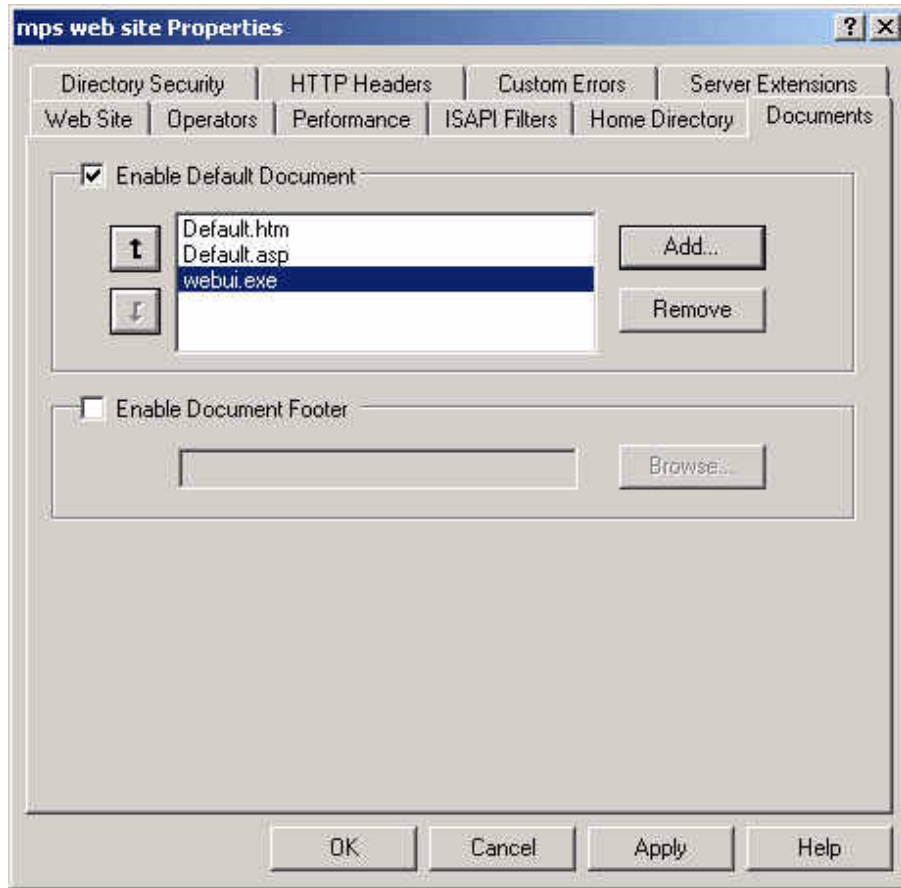 mps web site Properties
Directory Security HTTP Headers Custom Errors Server Extensions
Web Site Operators Performance ISAPI Filters Home Directory Documents
Enable Default Document
Default.htm
Default.asp
webui.exe
Add...
Remove
Enable Document Footer
Browse...
OK Cancel Apply Help